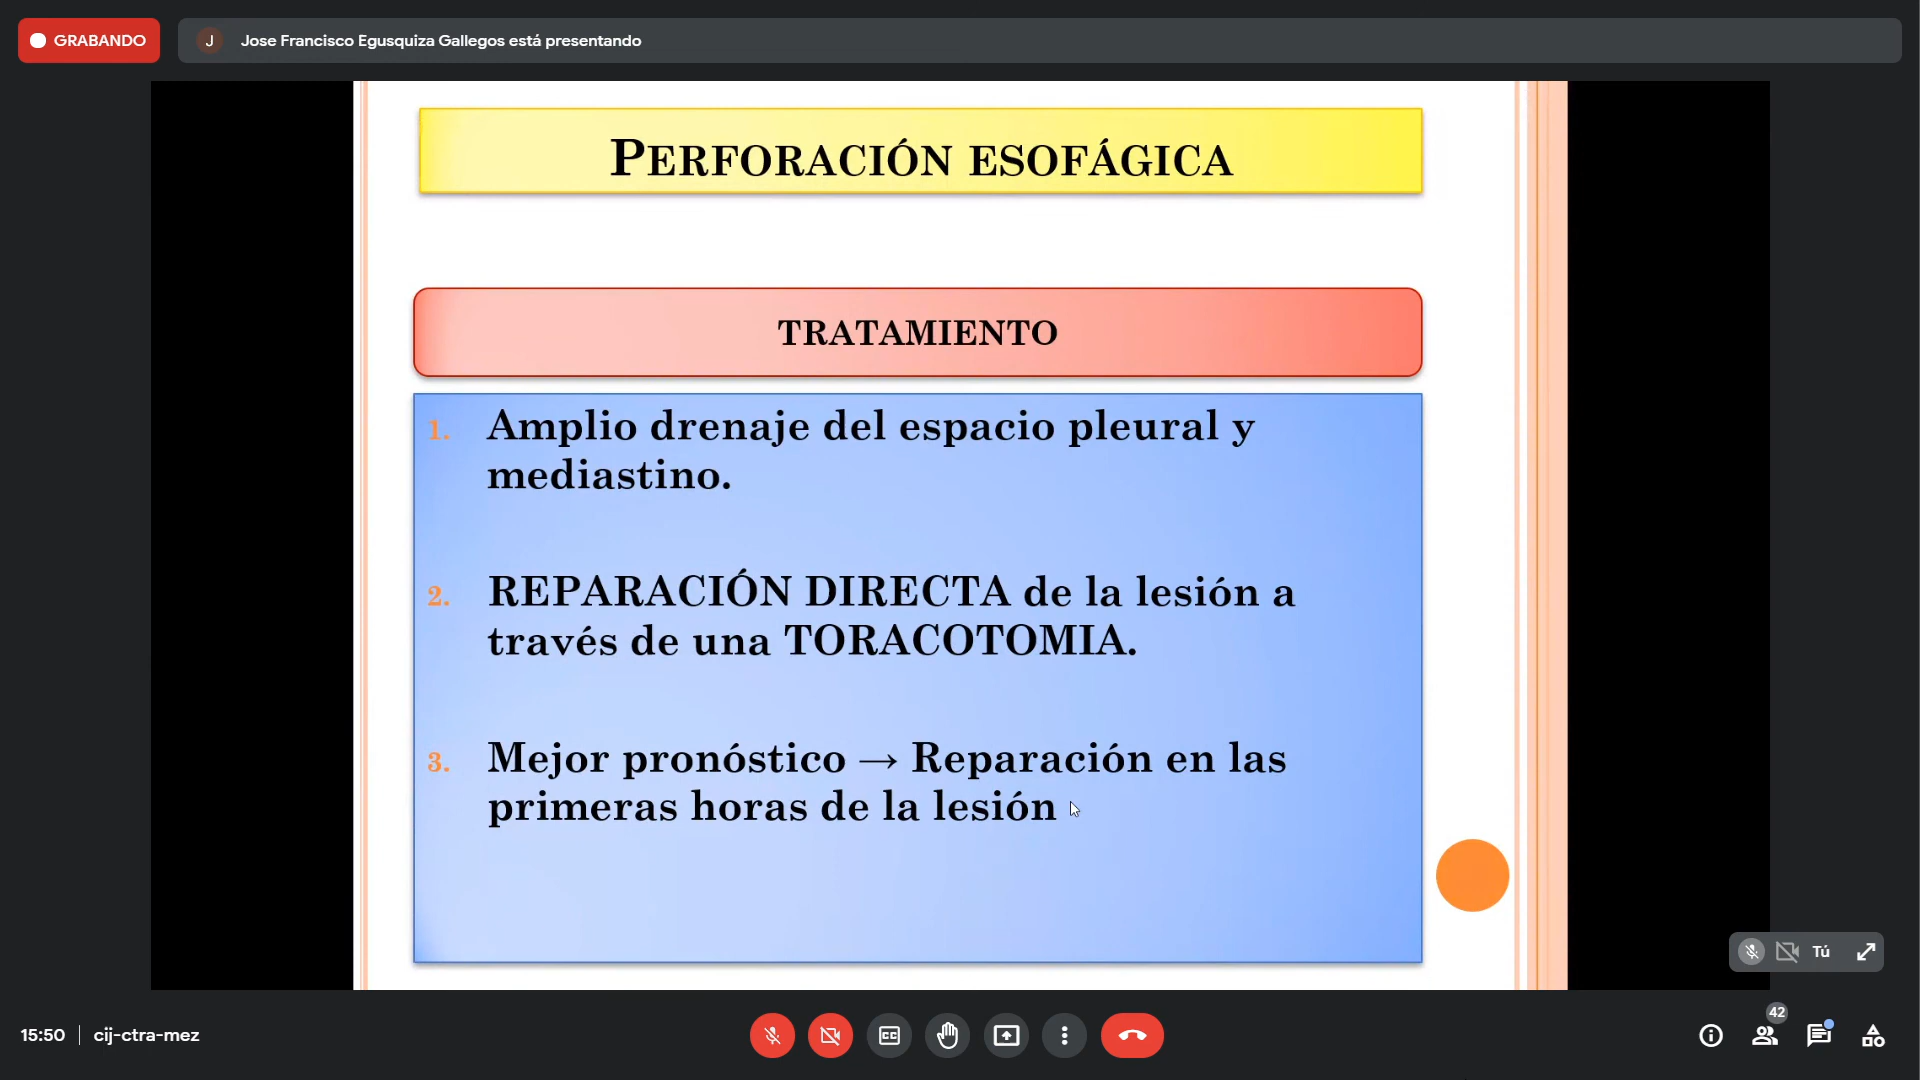 GRABANDO
J
Jose Francisco Egusquiza Gallegos está presentando
PERFORACIÓN ESOFÁGICA
TRATAMIENTO
1. Amplio drenaje del espacio pleural y
mediastino.
2. REPARACIÓN DIRECTA de la lesión a
través de una TORACOTOMIA.
3. Mejor pronóstico → Reparación en las
primeras horas de la lesión
Tú
42
15:50 | cij-ctra-mez